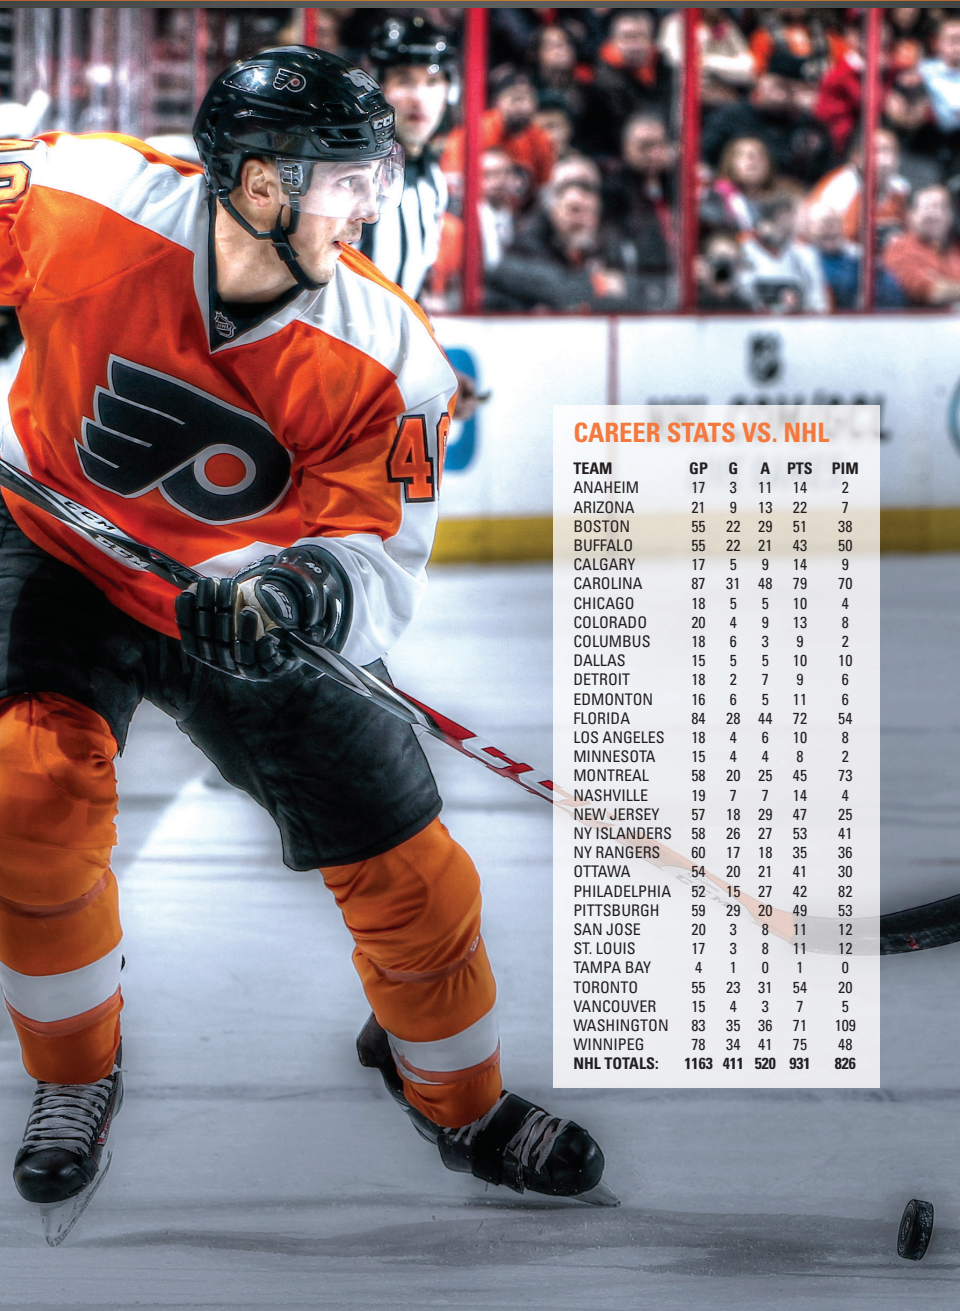 CCM
40
CCM
CCM
40
CAREER STATS VS. NHL
TEAM GP G A PTS PIM
ANAHEIM 17 3 11 14 2
ARIZONA 21 9 13 22 7
BOSTON 55 22 29 51 38
BUFFALO 55 22 21 43 50
CALGARY 17 5 9 14 9
CAROLINA 87 31 48 79 70
CHICAGO 18 5 5 10 4
COLORADO 20 4 9 13 8
COLUMBUS 18 6 3 9 2
DALLAS 15 5 5 10 10
DETROIT 18 2 7 9 6
EDMONTON 16 6 5 11 6
FLORIDA 84 28 44 72 54
LOS ANGELES 18 4 6 10 8
MINNESOTA 15 4 4 8 2
MONTREAL 58 20 25 45 73
NASHVILLE 19 7 7 14 4
NEW JERSEY 57 18 29 47 25
NY ISLANDERS 58 26 27 53 41
NY RANGERS 60 17 18 35 36
OTTAWA 54 20 21 41 30
PHILADELPHIA 52 15 27 42 82
PITTSBURGH 59 29 20 49 53
SAN JOSE 20 3 8 11 12
ST. LOUIS 17 3 8 11 12
TAMPA BAY 4 1 0 1 0
TORONTO 55 23 31 54 20
VANCOUVER 15 4 3 7 5
WASHINGTON 83 35 36 71 109
WINNIPEG 78 34 41 75 48
NHL TOTALS: 1163 411 520 931 826